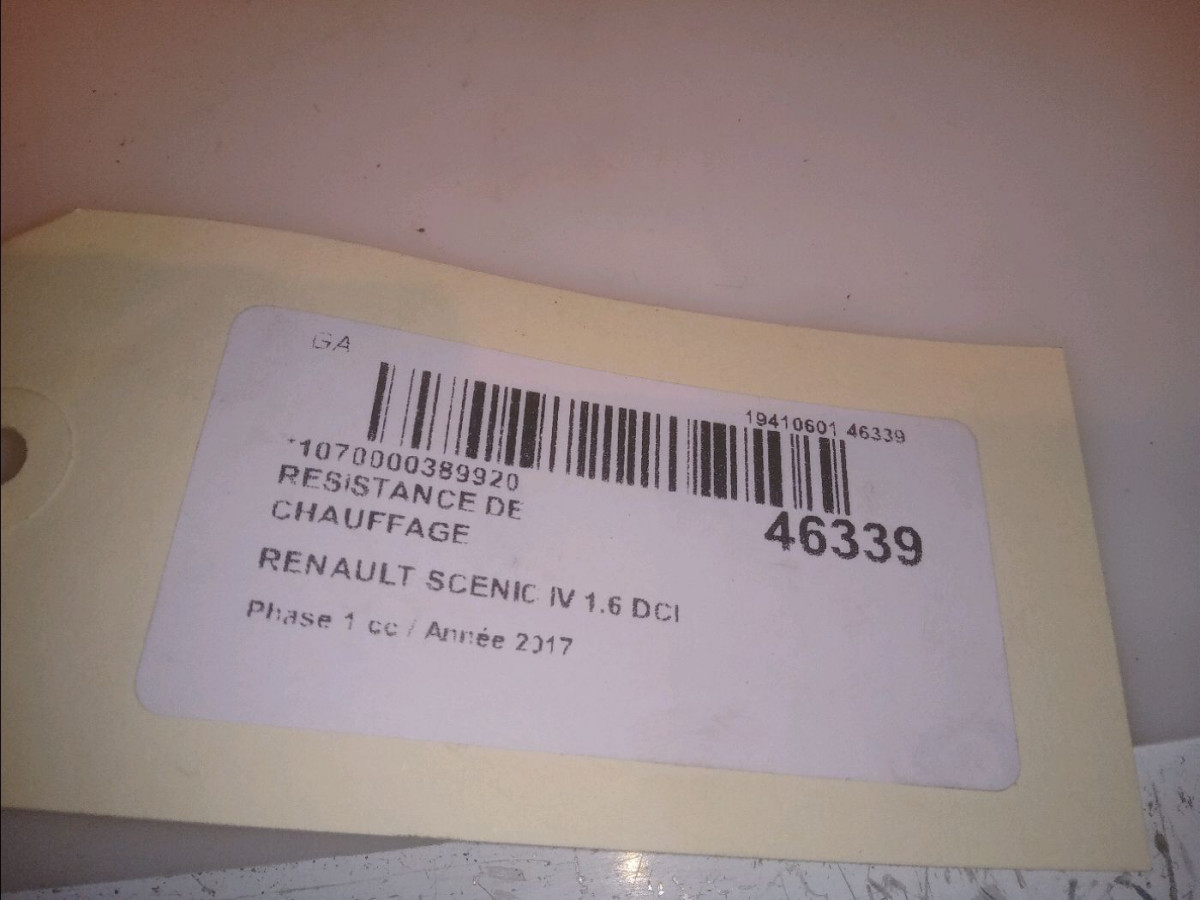 GA
19410601 46339
*1070000389920
RESISTANCE DE
CHAUFFAGE
46339
RENAULT SCENIC IV 1.6 DCI
Phase 1 cc / Année 2017